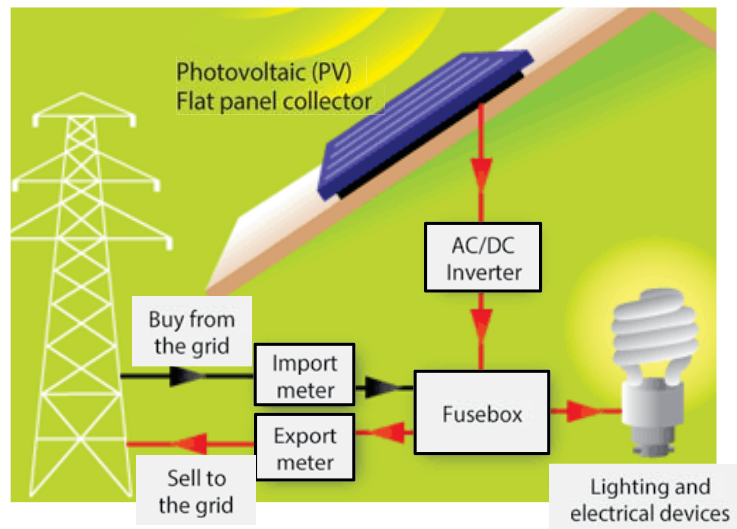 Photovoltaic (PV)
Flat panel collector
AC/DC
Inverter
Buy from
the grid
Import
meter
Fusebox
Export
meter
Sell to
the grid
Lighting and
electrical devices